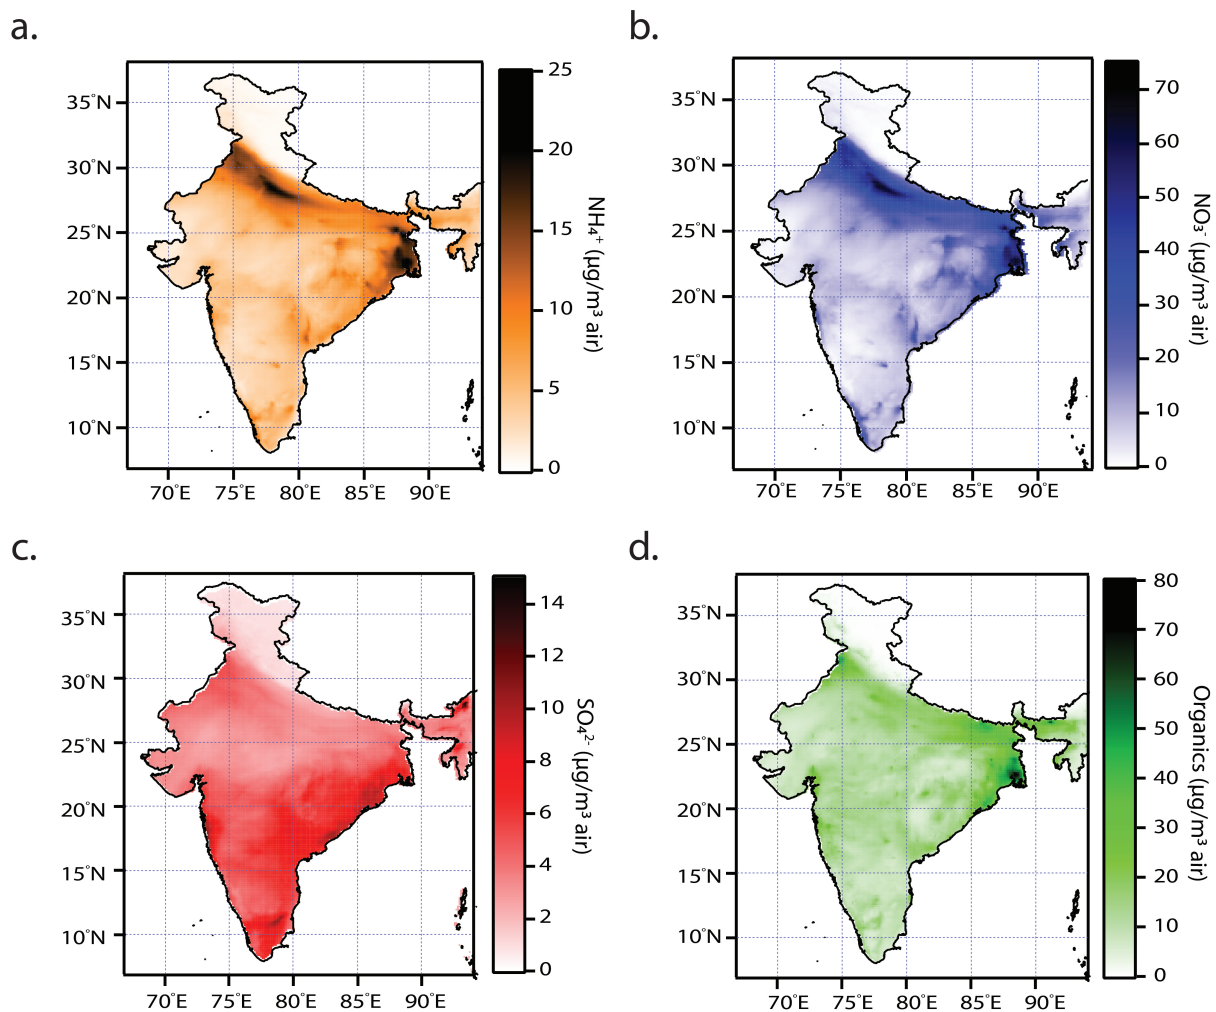 a.
35°N
30°N
25°N
20°N
15°N
10°N
70°E 75°E 80°E 85°E 90°E
25
20
15
10
5
0
NH₄⁺ (µg/m³ air)
b.
35°N
30°N
25°N
20°N
15°N
10°N
70°E 75°E 80°E 85°E 90°E
70
60
50
40
30
20
10
0
NO₃⁻ (µg/m³ air)
c.
35°N
30°N
25°N
20°N
15°N
10°N
70°E 75°E 80°E 85°E 90°E
14
12
10
8
6
4
2
0
SO₄²⁻ (µg/m³ air)
d.
35°N
30°N
25°N
20°N
15°N
10°N
70°E 75°E 80°E 85°E 90°E
80
70
60
50
40
30
20
10
0
Organics (µg/m³ air)